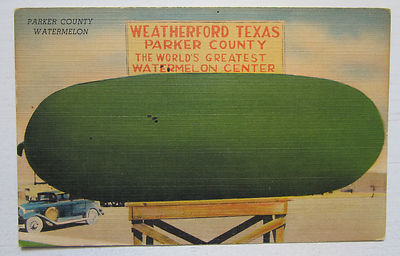 PARKER COUNTY
WATERMELON
WEATHERFORD TEXAS
PARKER COUNTY
THE WORLD'S GREATEST
WATERMELON CENTER